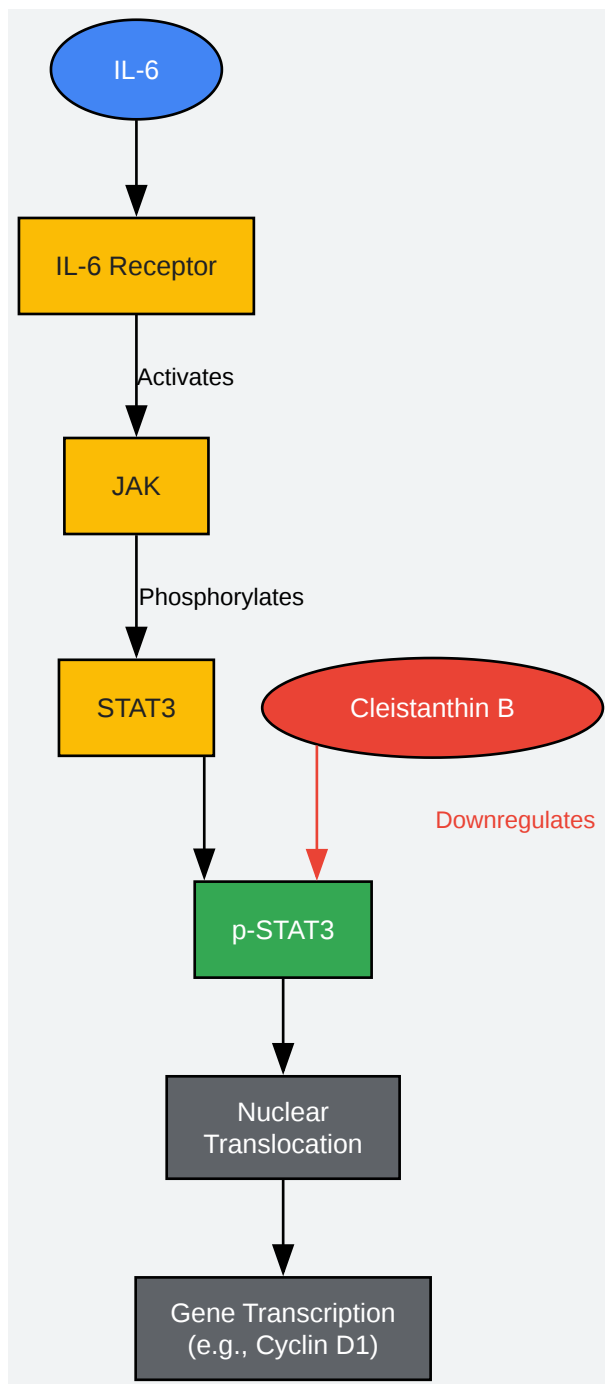 IL-6
IL-6 Receptor
Activates
JAK
Phosphorylates
STAT3
Cleistanthin B
Downregulates
p-STAT3
Nuclear
Translocation
Gene Transcription
(e.g., Cyclin D1)